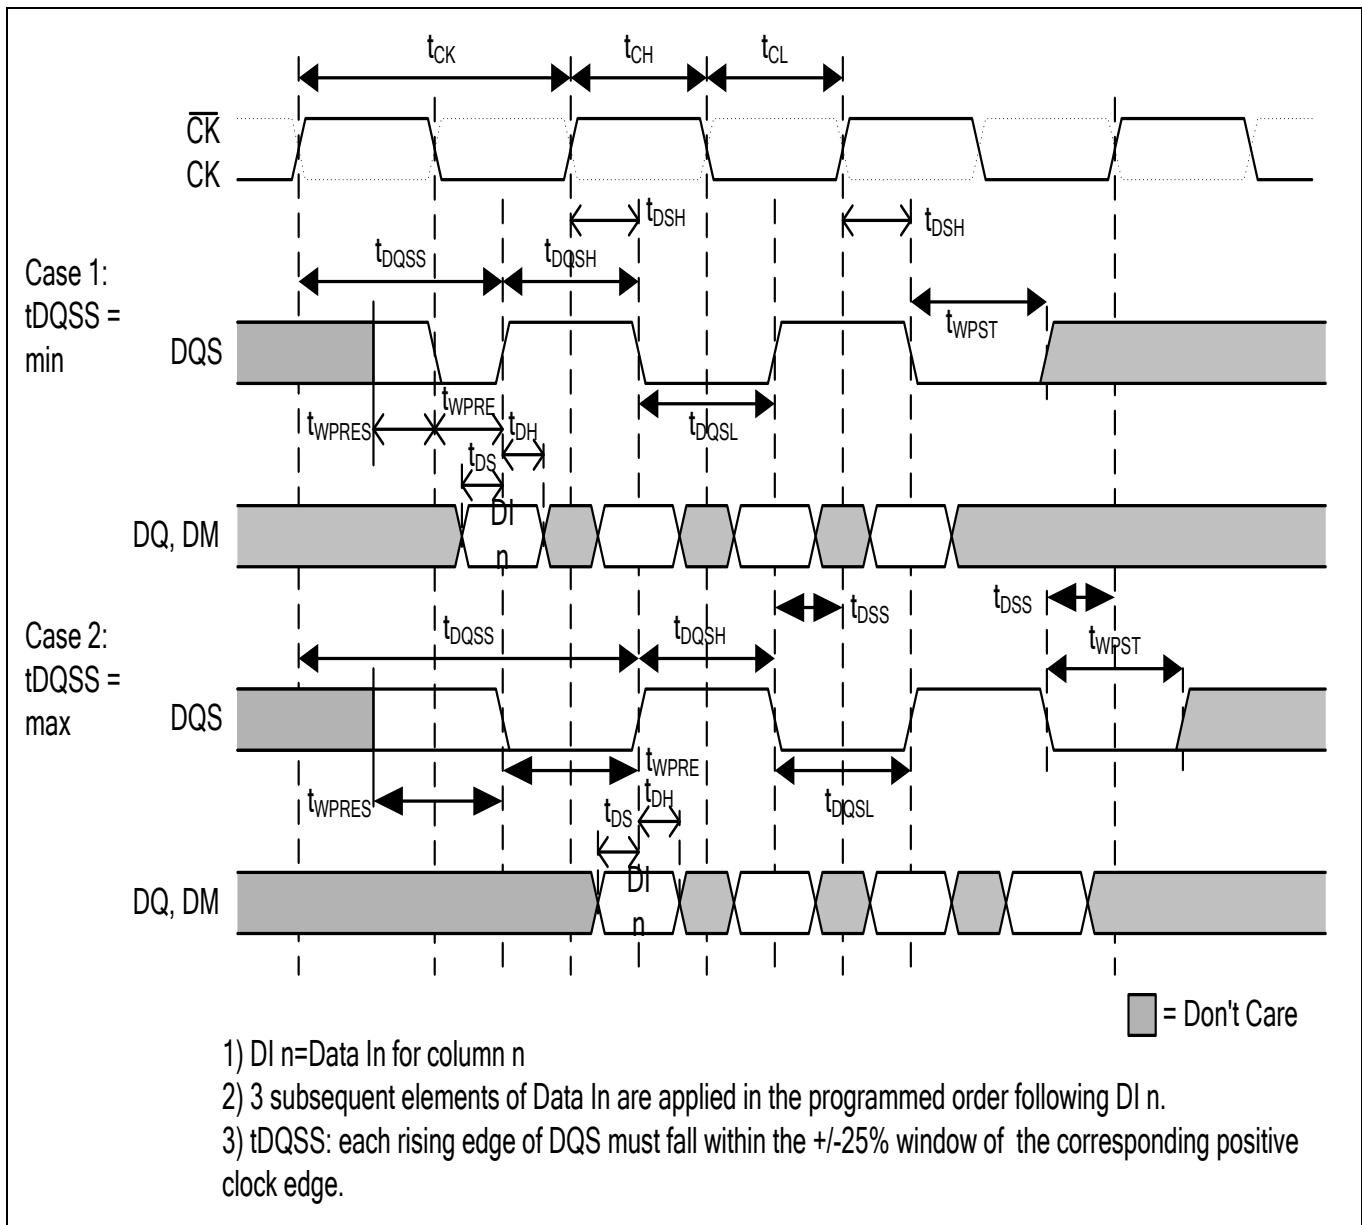 tCK tCH tCL
CK
CK
tDSH tDSH
tDQSS tDQSH
Case 1:
tDQSS =
min
DQS
tWPST
tWPRES tWPRE tDH tDQSL
tDS
DI
n
DQ, DM
tDSS tDSS
Case 2:
tDQSS =
max
tDQSS tDQSH tWPST
DQS
tWPRE
tWPRES tDS tDH tDQSL
DI
n
DQ, DM
= Don't Care
1) DI n=Data In for column n
2) 3 subsequent elements of Data In are applied in the programmed order following DI n.
3) tDQSS: each rising edge of DQS must fall within the +/-25% window of the corresponding positive
clock edge.